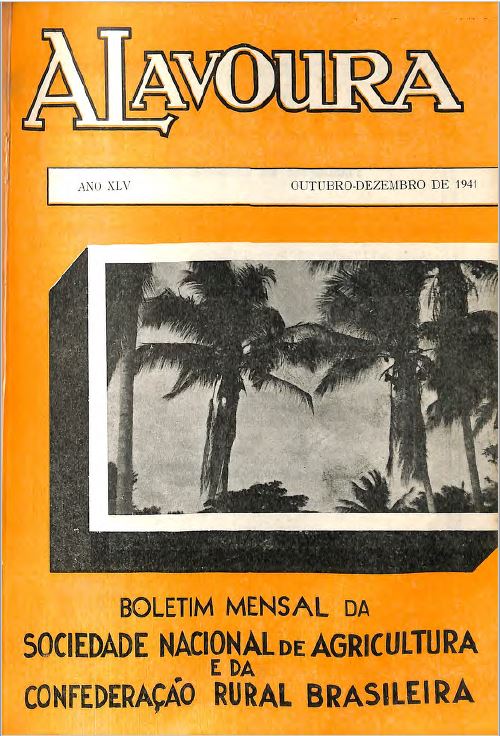 A LAVOURA
ANO XLV OUTUBRO-DEZEMBRO DE 1941
BOLETIM MENSAL DA
SOCIEDADE NACIONAL DE AGRICULTURA
E DA
CONFEDERAÇÃO RURAL BRASILEIRA